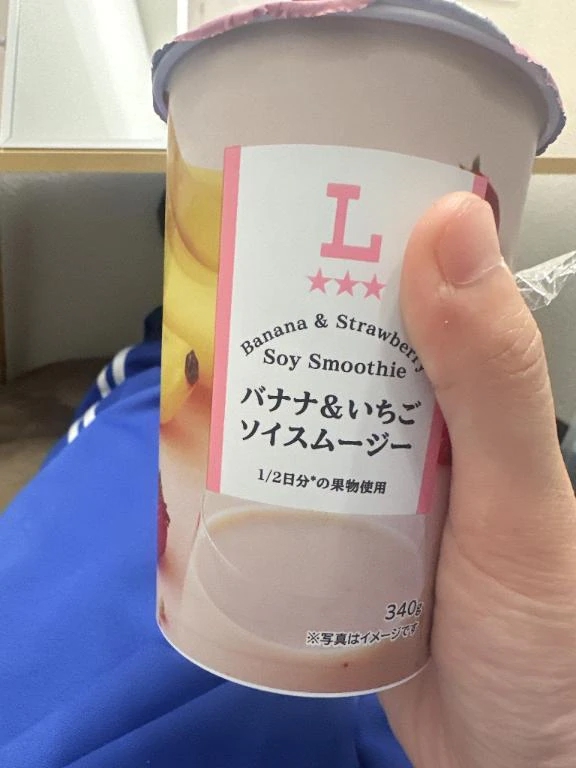 L
★★★
Banana & Strawberry
Soy Smoothie
バナナ&いちご
ソイスムージー
1/2日分*の果物使用
340g
※写真はイメージです